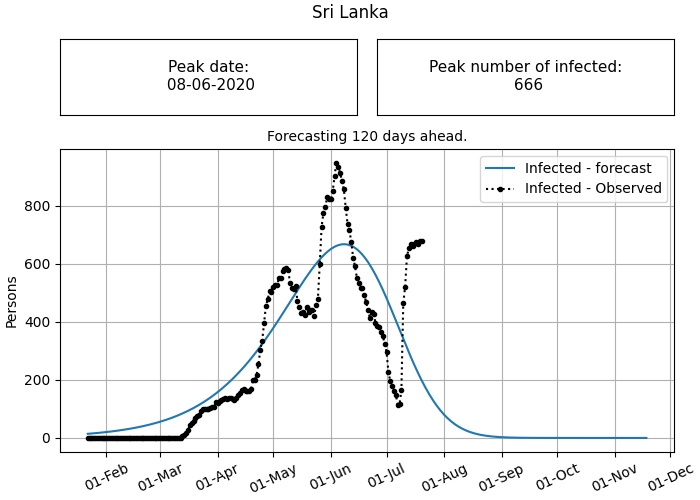 Sri Lanka
Peak date:
08-06-2020
Peak number of infected:
666
Forecasting 120 days ahead.
Infected - forecast
Infected - Observed
Persons
800
600
400
200
0
01-Feb
01-Mar
01-Apr
01-May
01-Jun
01-Jul
01-Aug
01-Sep
01-Oct
01-Nov
01-Dec